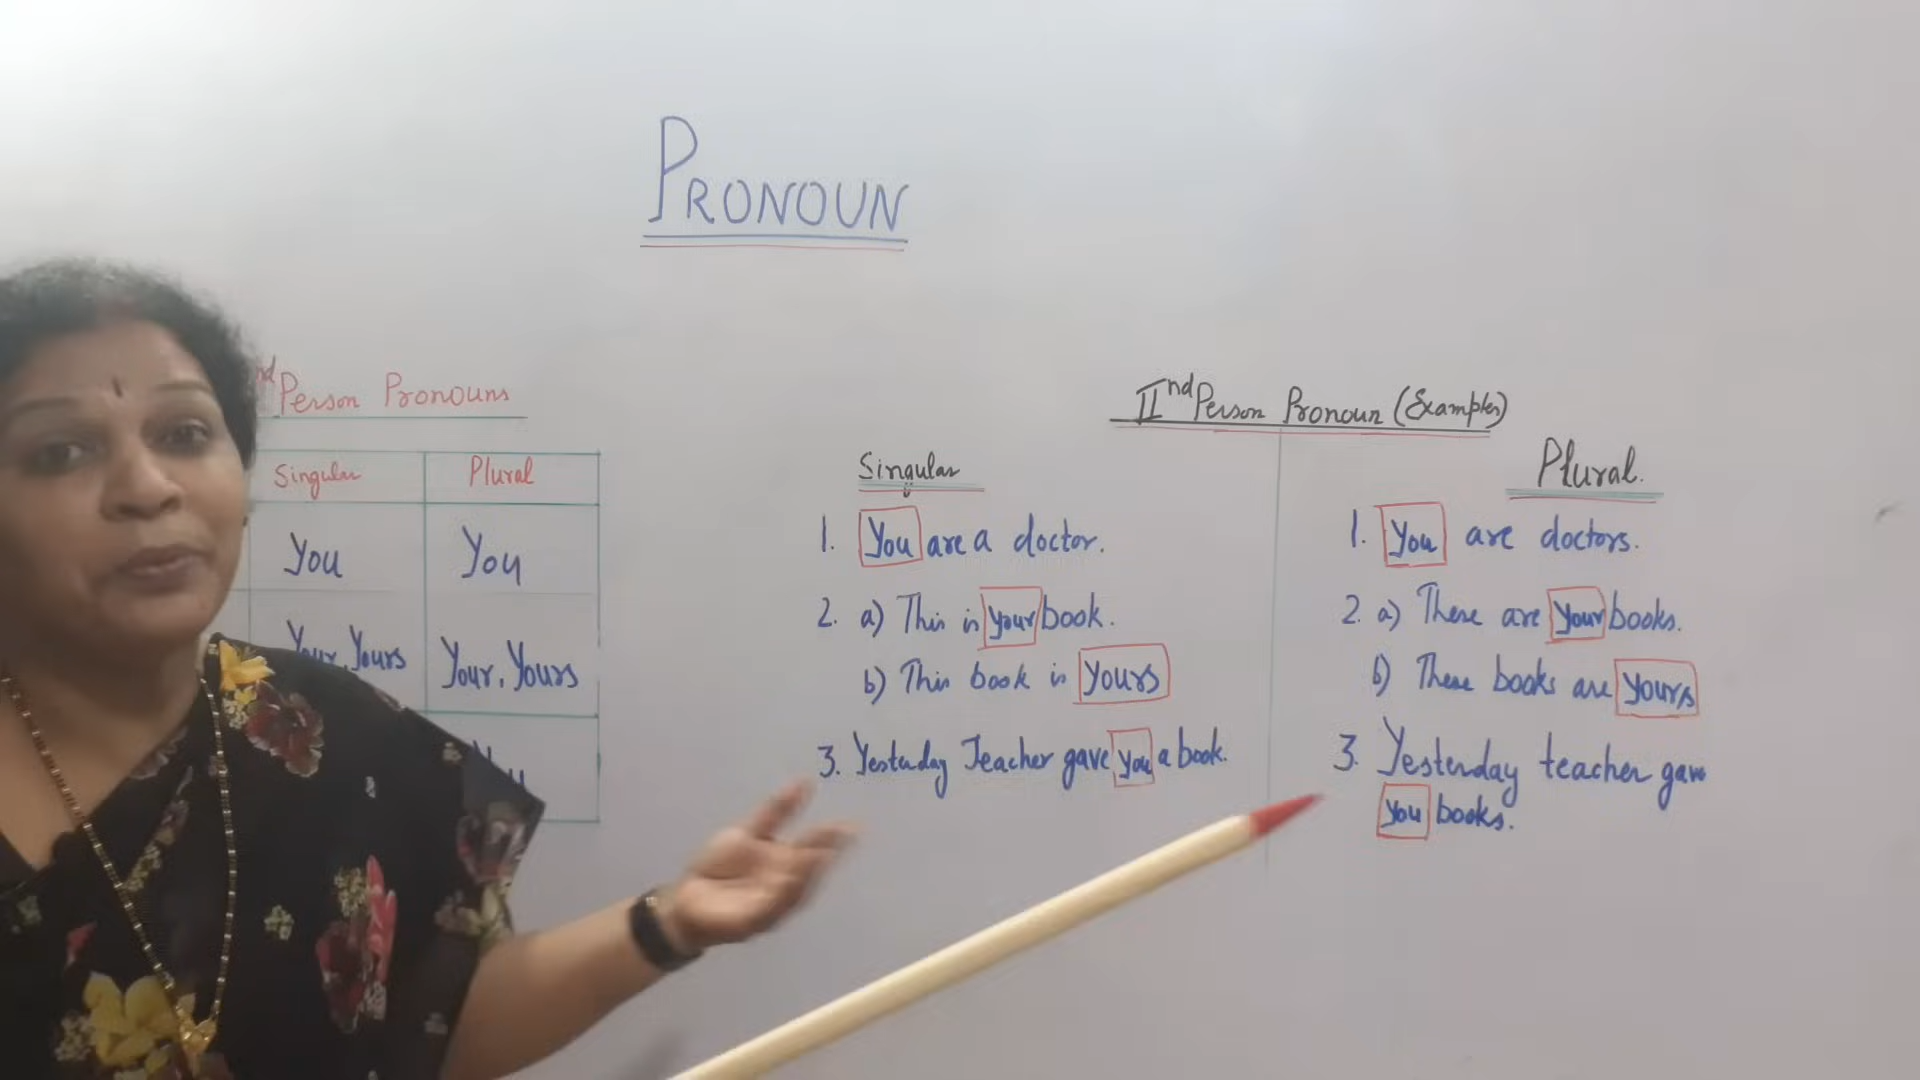 PRONOUN
nd Person Pronouns
Singular Plural
You You
Your, Yours Your, Yours
IInd Person Pronoun (Examples)
Singular
1. You are a doctor.
2. a) This is your book.
b) This book is yours
3. Yesterday Teacher gave you a book.
Plural.
1. You are doctors.
2. a) These are your books.
b) These books are yours
3. Yesterday teacher gave
you books.